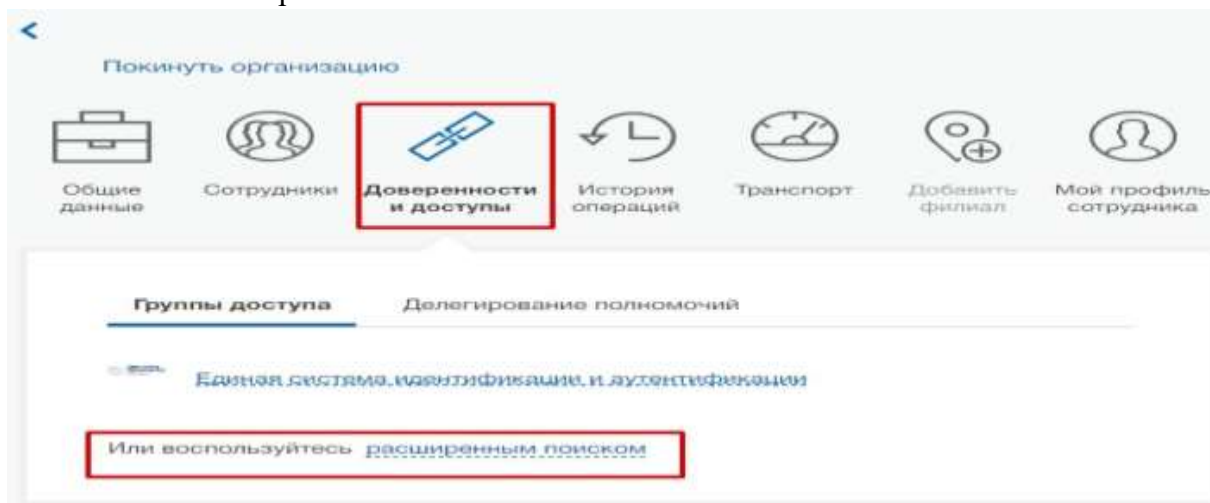 Покинуть организацию
Общие данные
Сотрудники
Доверенности и доступы
История операций
Транспорт
Добавить филиал
Мой профиль сотрудника
Группы доступа
Делегирование полномочий
Единая система идентификации и аутентификации
Или воспользуйтесь расширенным поиском